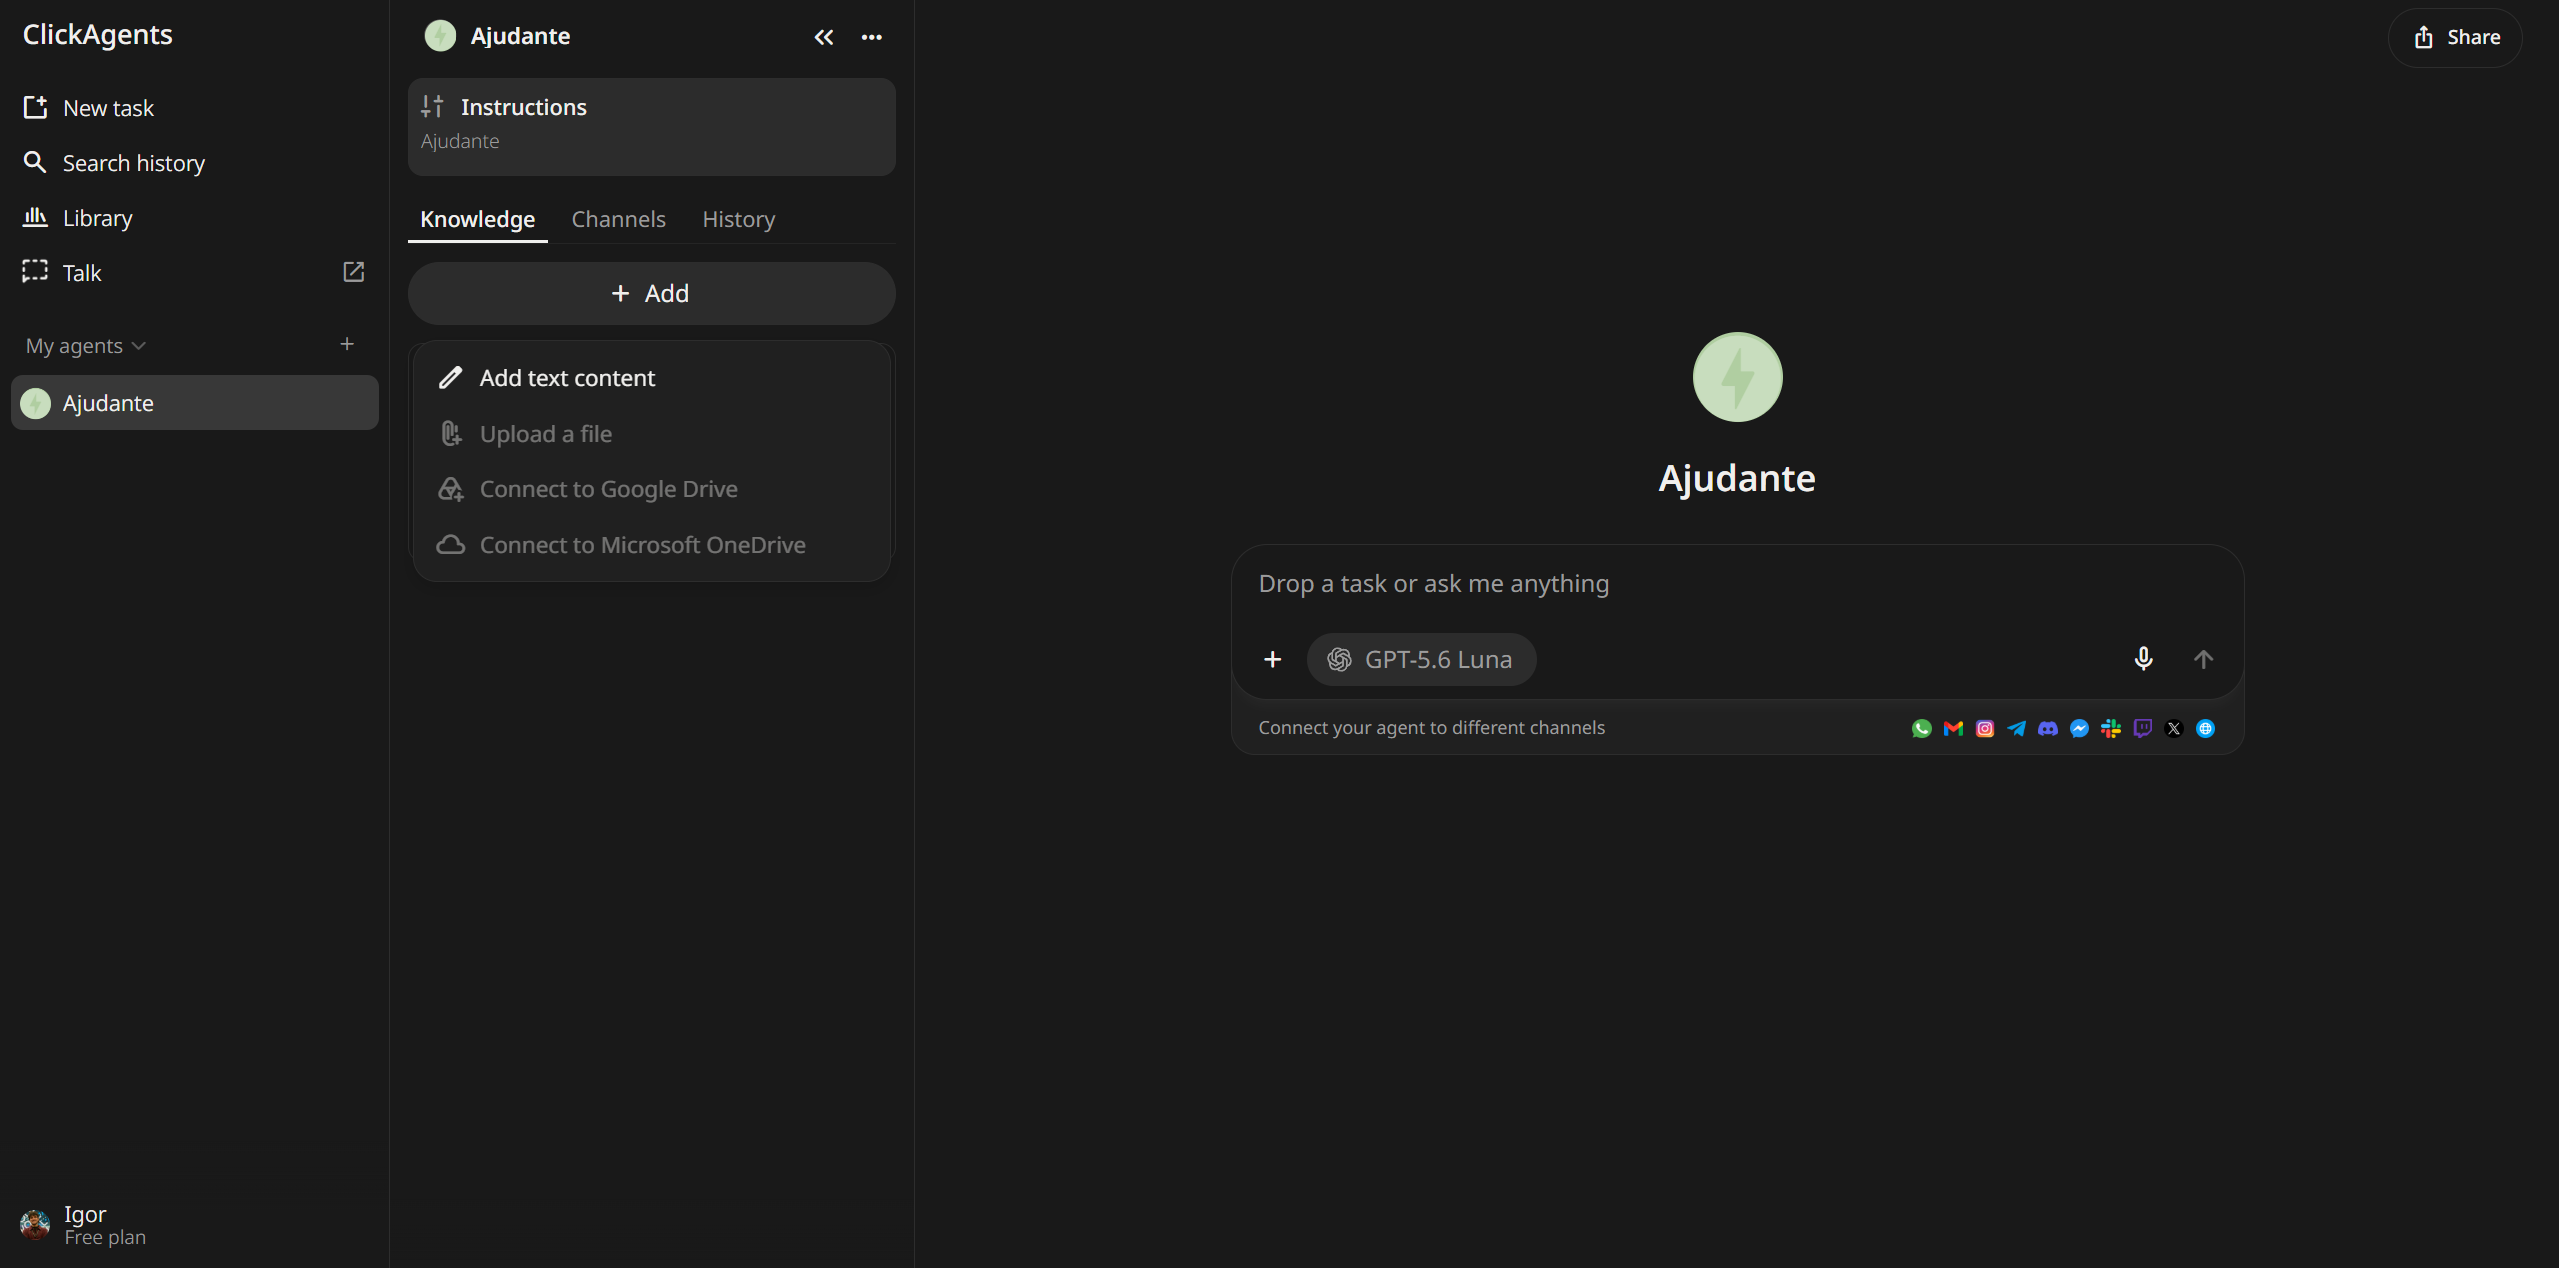 ClickAgents
New task
Search history
Library
Talk
My agents
Ajudante
Igor
Free plan
Ajudante
Instructions
Ajudante
Knowledge Channels History
+ Add
Add text content
Upload a file
Connect to Google Drive
Connect to Microsoft OneDrive
Share
Ajudante
Drop a task or ask me anything
GPT-5.6 Luna
Connect your agent to different channels